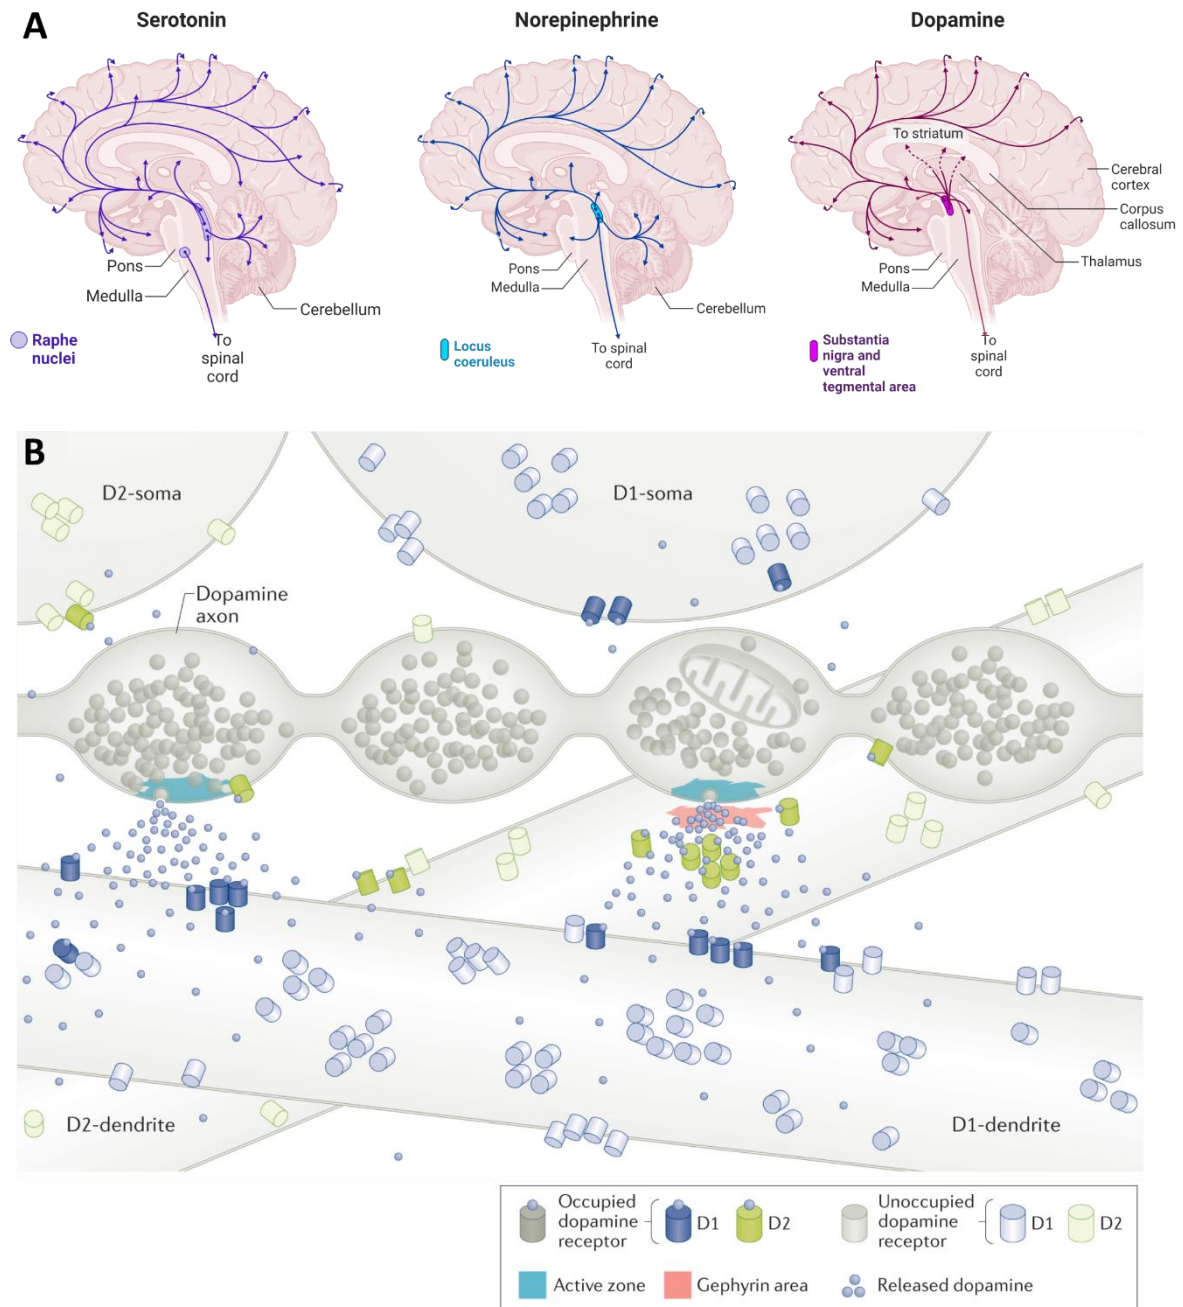 A
Serotonin
Norepinephrine
Dopamine
Pons
Medulla
Cerebellum
Raphe
nuclei
To
spinal
cord
Pons
Medulla
Cerebellum
Locus
coeruleus
To spinal
cord
To striatum
Cerebral
cortex
Corpus
callosum
Thalamus
Pons
Medulla
Substantia
nigra and
ventral
tegmental area
To
spinal
cord
B
D2-soma
D1-soma
Dopamine
axon
D2-dendrite
D1-dendrite
Occupied
dopamine
receptor
D1
D2
Unoccupied
dopamine
receptor
D1
D2
Active zone
Gephyrin area
Released dopamine